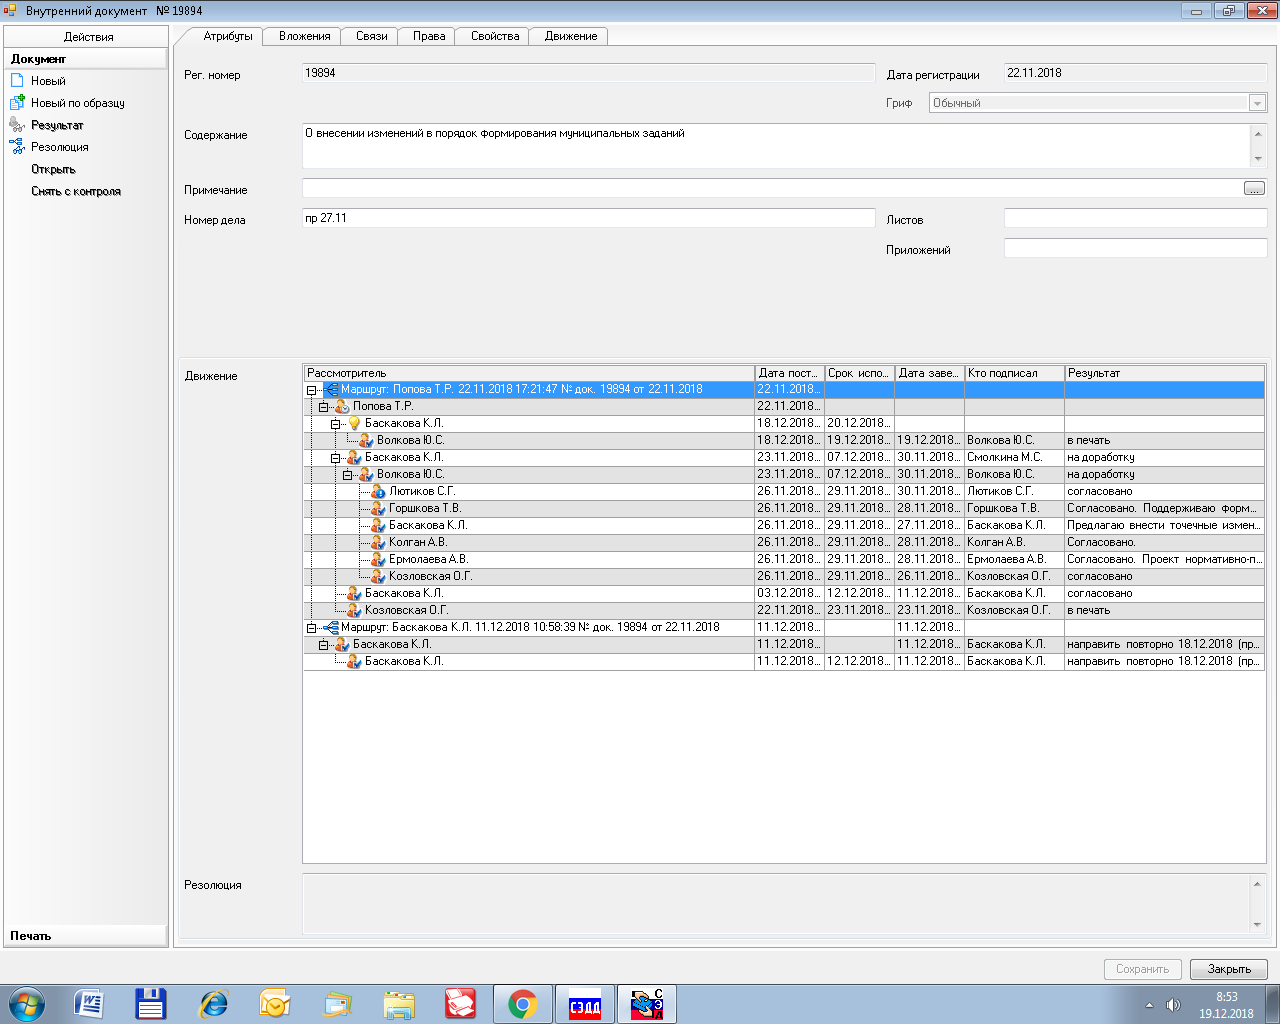 Внутренний документ № 19894
Действия
Документ
Новый
Новый по образцу
Результат
Резолюция
Открыть
Снять с контроля
Печать
Атрибуты Вложения Связи Права Свойства Движение
Рег. номер 19894 Дата регистрации 22.11.2018
Гриф Обычный
Содержание О внесении изменений в порядок формирования муниципальных заданий
Примечание ...
Номер дела пр 27.11 Листов
Приложений
Движение
Рассмотритель Дата пост... Срок испо... Дата заве... Кто подписал Результат
Маршрут: Попова Т.Р. 22.11.2018 17:21:47 № док. 19894 от 22.11.2018 22.11.2018...
Попова Т.Р. 22.11.2018...
Баскакова К.Л. 18.12.2018... 20.12.2018...
Волкова Ю.С. 18.12.2018... 19.12.2018... 19.12.2018... Волкова Ю.С. в печать
Баскакова К.Л. 23.11.2018... 07.12.2018... 30.11.2018... Смолкина М.С. на доработку
Волкова Ю.С. 23.11.2018... 07.12.2018... 30.11.2018... Волкова Ю.С. на доработку
Лютиков С.Г. 26.11.2018... 29.11.2018... 30.11.2018... Лютиков С.Г. согласовано
Горшкова Т.В. 26.11.2018... 29.11.2018... 28.11.2018... Горшкова Т.В. Согласовано. Поддерживаю форм...
Баскакова К.Л. 26.11.2018... 29.11.2018... 27.11.2018... Баскакова К.Л. Предлагаю внести точечные измен...
Колган А.В. 26.11.2018... 29.11.2018... 28.11.2018... Колган А.В. Согласовано.
Ермолаева А.В. 26.11.2018... 29.11.2018... 28.11.2018... Ермолаева А.В. Согласовано. Проект нормативно-п...
Козловская О.Г. 26.11.2018... 29.11.2018... 26.11.2018... Козловская О.Г. согласовано
Баскакова К.Л. 03.12.2018... 12.12.2018... 11.12.2018... Баскакова К.Л. согласовано
Козловская О.Г. 22.11.2018... 23.11.2018... 23.11.2018... Козловская О.Г. в печать
Маршрут: Баскакова К.Л. 11.12.2018 10:58:39 № док. 19894 от 22.11.2018 11.12.2018... 11.12.2018...
Баскакова К.Л. 11.12.2018... 11.12.2018... Баскакова К.Л. направить повторно 18.12.2018 (пр...
Баскакова К.Л. 11.12.2018... 12.12.2018... 11.12.2018... Баскакова К.Л. направить повторно 18.12.2018 (пр...
Резолюция
Сохранить Закрыть
СЭДД
СЭД
8:53
19.12.2018